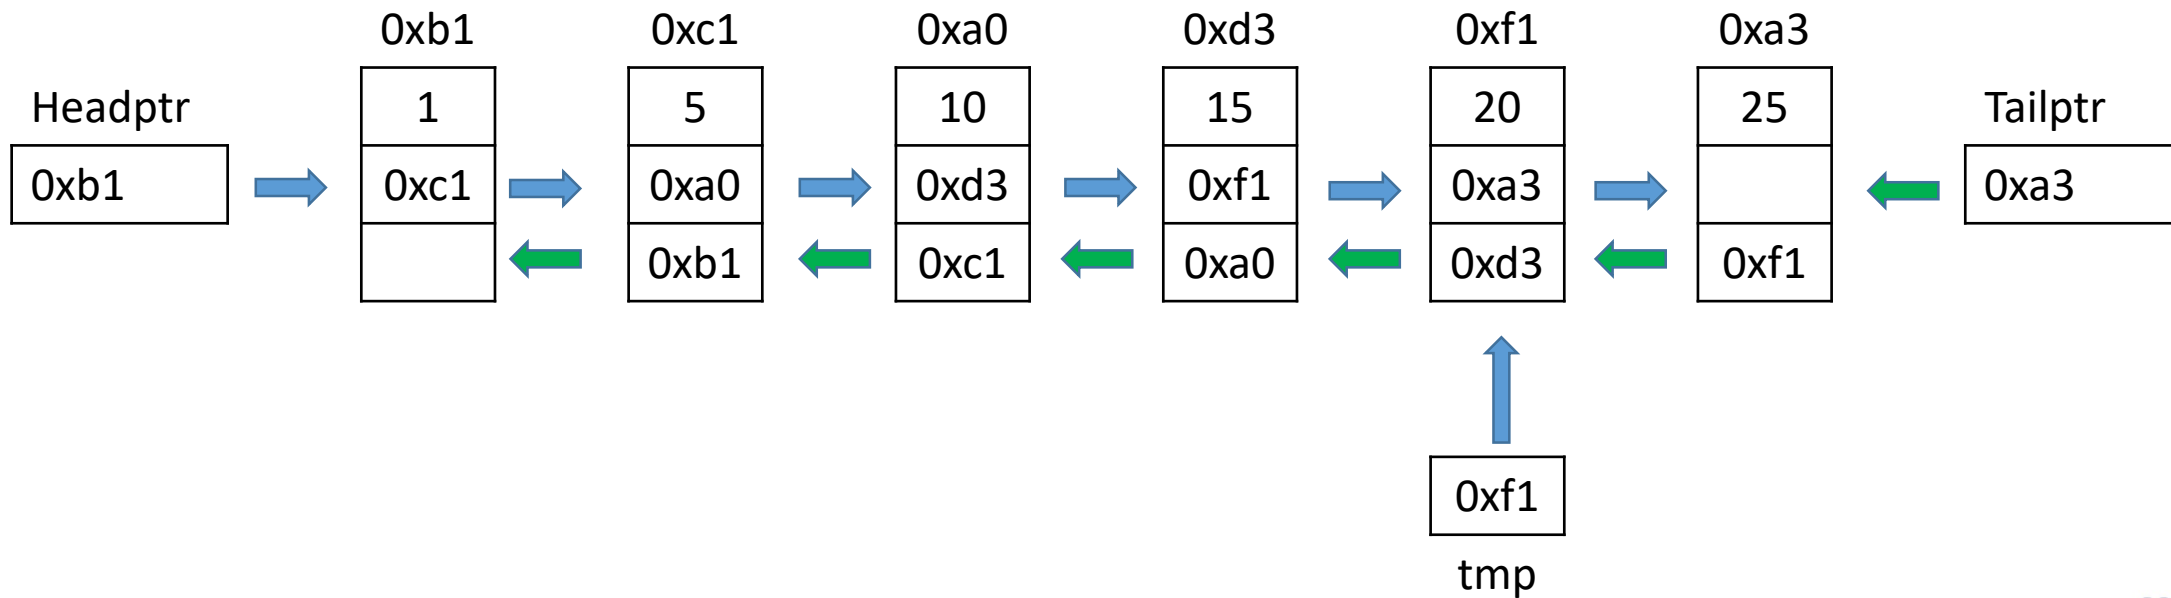 0xb1 0xc1 0xa0 0xd3 0xf1 0xa3
Headptr 1 5 10 15 20 25 Tailptr
0xb1 0xc1 0xa0 0xd3 0xf1 0xa3 0xa3
0xb1 0xc1 0xa0 0xd3 0xf1
0xf1
tmp